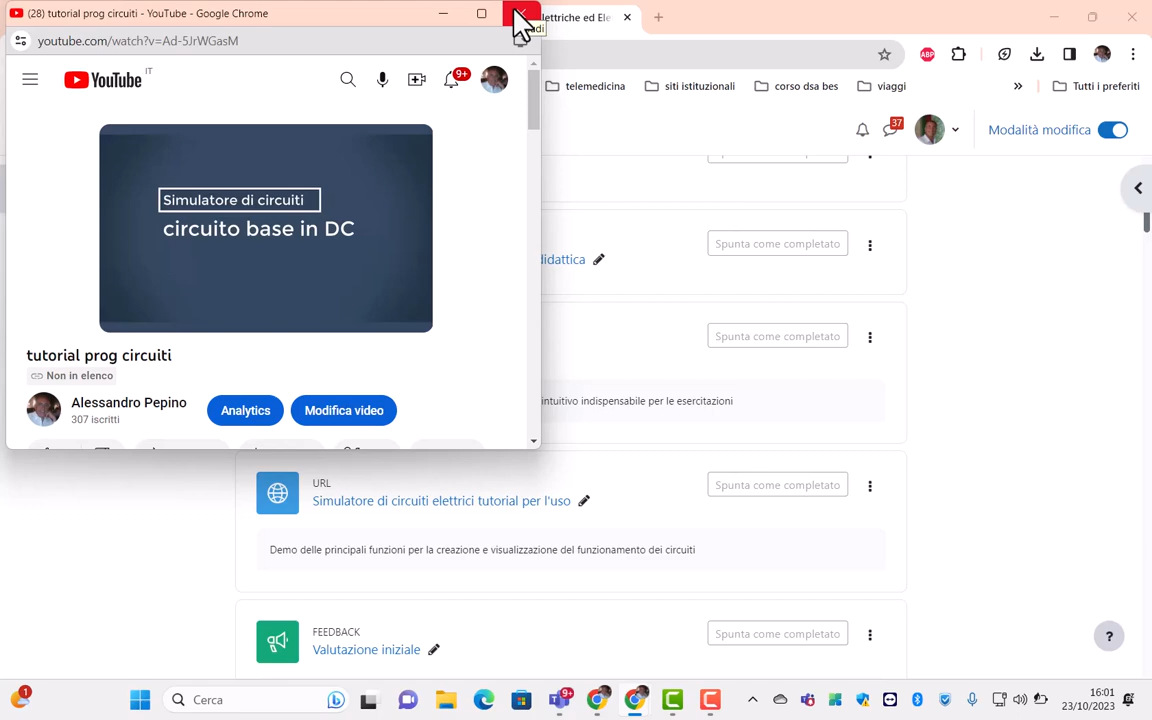 (28) tutorial prog circuiti - YouTube - Google Chrome
youtube.com/watch?v=Ad-5JrWGasM
YouTube IT
9+
Simulatore di circuiti
circuito base in DC
tutorial prog circuiti
Non in elenco
Alessandro Pepino
307 iscritti
Analytics
Modifica video
ABP
telemedicina
siti istituzionali
corso dsa bes
viaggi
»
Tutti i preferiti
37
Modalità modifica
Spunta come completato
didattica
Spunta come completato
intuitivo indispensabile per le esercitazioni
URL
Simulatore di circuiti elettrici tutorial per l'uso
Spunta come completato
Demo delle principali funzioni per la creazione e visualizzazione del funzionamento dei circuiti
FEEDBACK
Valutazione iniziale
Spunta come completato
?
1
Cerca
9+
16:01
23/10/2023